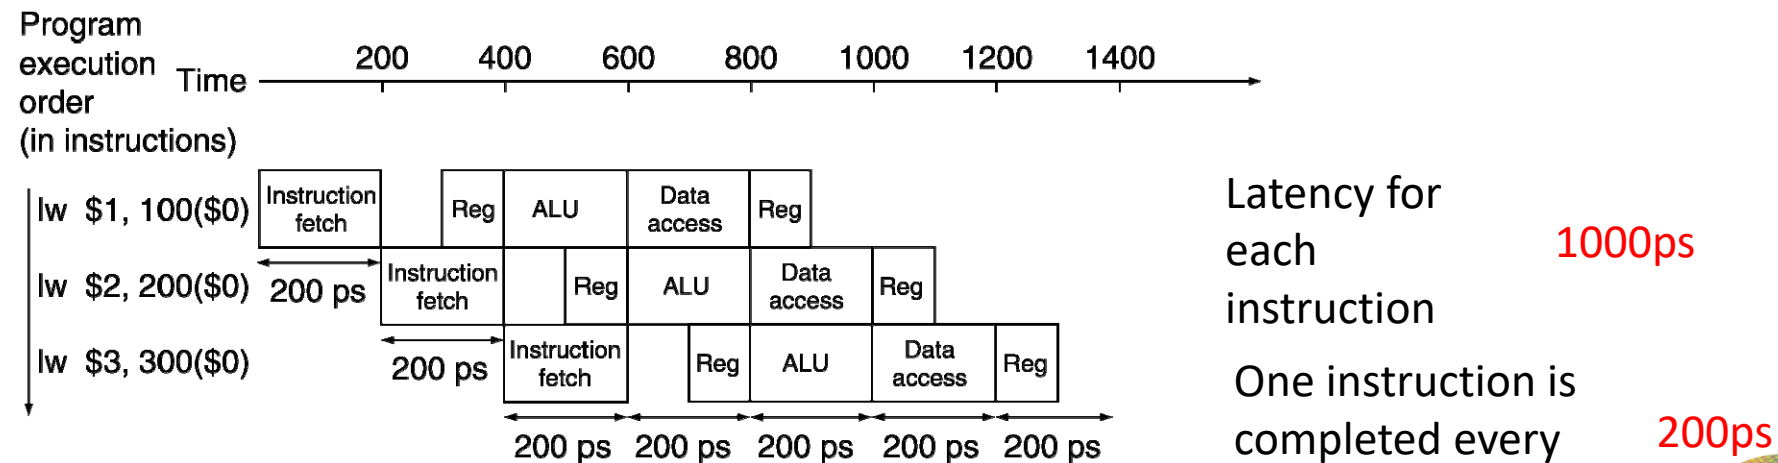 Program
execution
order
(in instructions)
Time
200 400 600 800 1000 1200 1400
lw $1, 100($0)
Instruction
fetch
Reg
ALU
Data
access
Reg
lw $2, 200($0)
200 ps
Instruction
fetch
Reg
ALU
Data
access
Reg
lw $3, 300($0)
200 ps
Instruction
fetch
Reg
ALU
Data
access
Reg
200 ps 200 ps 200 ps 200 ps 200 ps
Latency for
each
instruction
1000ps
One instruction is
completed every
200ps